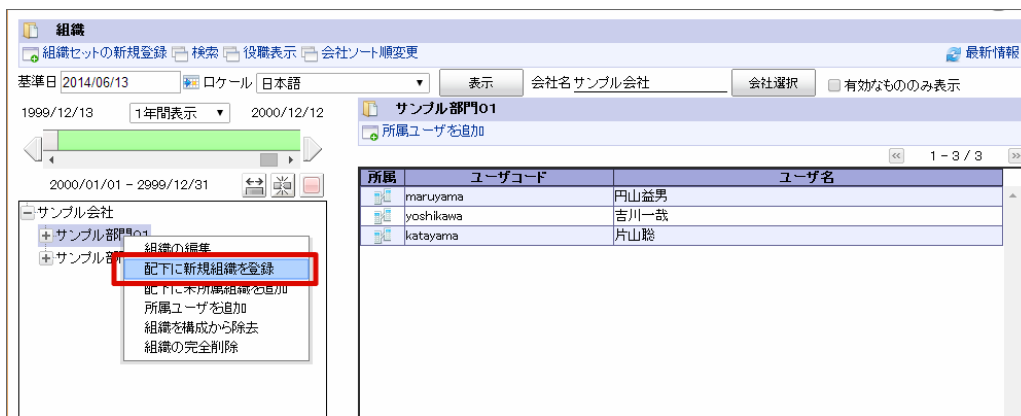 組織
組織セットの新規登録 検索 役職表示 会社ソート順変更 最新情報
基準日 2014/06/13 ロケール 日本語 表示 会社名 サンプル会社 会社選択 有効なもののみ表示
1999/12/13 1年間表示 2000/12/12
2000/01/01 - 2999/12/31
サンプル会社
サンプル部門01
サンプル部
組織の編集
配下に新規組織を登録
配下に未所属組織を追加
所属ユーザを追加
組織を構成から除去
組織の完全削除
サンプル部門01
所属ユーザを追加
1 - 3 / 3
所属 ユーザコード ユーザ名
maruyama 円山益男
yoshikawa 吉川一哉
katayama 片山聡